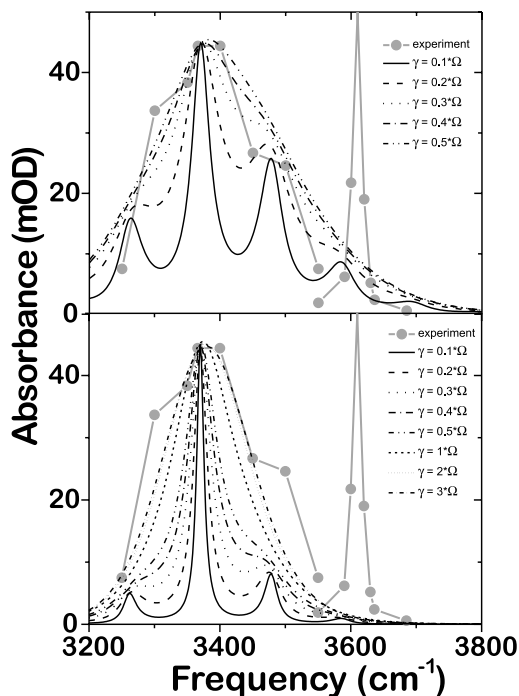 Absorbance (mOD)
40
20
0
experiment
γ = 0.1*Ω
γ = 0.2*Ω
γ = 0.3*Ω
γ = 0.4*Ω
γ = 0.5*Ω
40
20
0
experiment
γ = 0.1*Ω
γ = 0.2*Ω
γ = 0.3*Ω
γ = 0.4*Ω
γ = 0.5*Ω
γ = 1*Ω
γ = 2*Ω
γ = 3*Ω
3200 3400 3600 3800
Frequency (cm⁻¹)